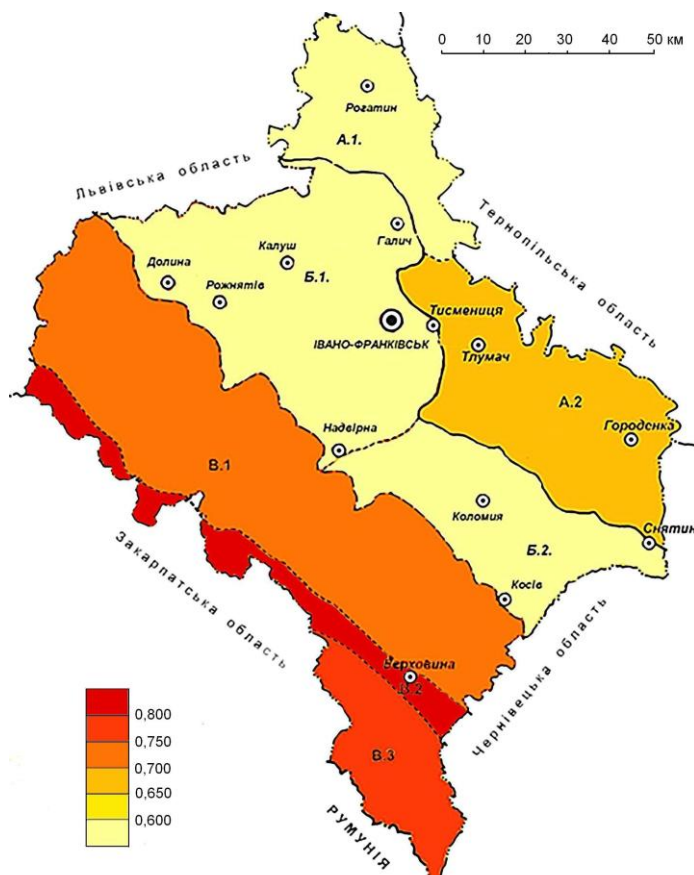 0 10 20 30 50 км
Рогатин
А.1.
Львівська область
Тернопільська область
Галич
Калуш
Долина
Б.1.
Рожнятів
Тисмениця
ІВАНО-ФРАНКІВСЬК
Тлумач
А.2
Городенка
Надвірна
В.1
Коломия
Снятин
Б.2.
Закарпатська область
Косів
Верховина
В.2
Чернівецька область
0,800
0,750
В.3
0,700
0,650
РУМУНІЯ
0,600